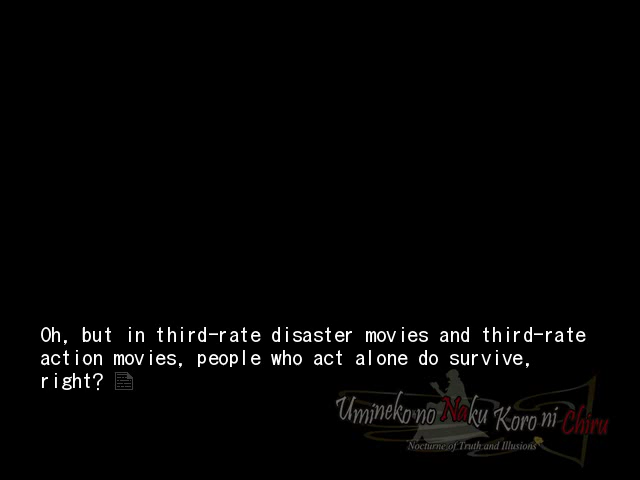 Oh, but in third-rate disaster movies and third-rate
action movies, people who act alone do survive,
right?
Umineko no Naku Koro ni Chiru
Nocturne of Truth and Illusions